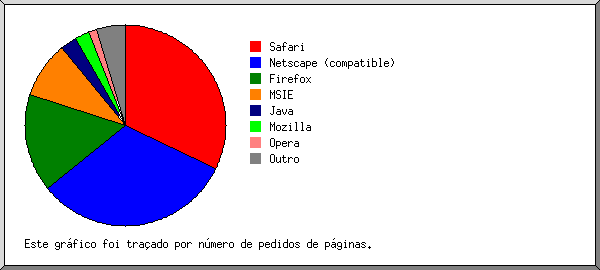 Safari
Netscape (compatible)
Firefox
MSIE
Java
Mozilla
Opera
Outro
Este gráfico foi traçado por número de pedidos de páginas.